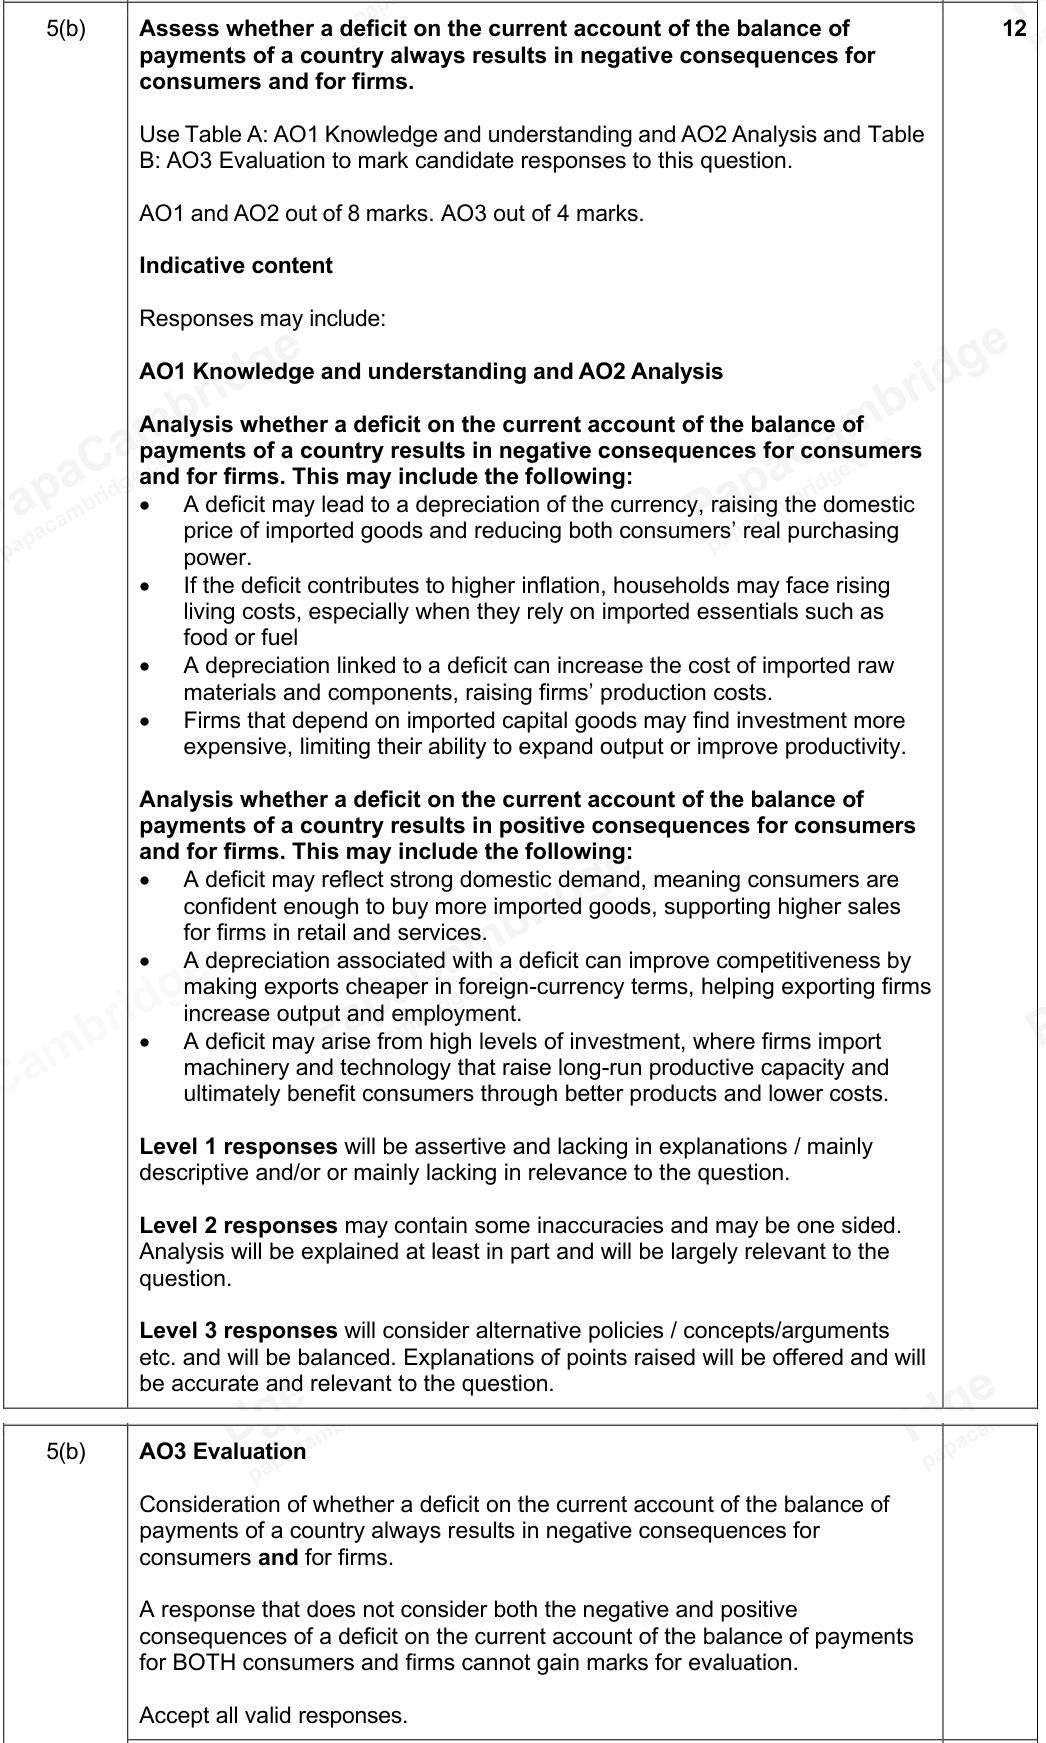 5(b)
Assess whether a deficit on the current account of the balance of
12
payments of a country always results in negative consequences for
consumers and for firms.
Use Table A: AO1 Knowledge and understanding and AO2 Analysis and Table
B: AO3 Evaluation to mark candidate responses to this question.
AO1 and AO2 out of 8 marks. AO3 out of 4 marks.
Indicative content
Responses may include:
AO1 Knowledge and understanding and AO2 Analysis
Analysis whether a deficit on the current account of the balance of
payments of a country results in negative consequences for consumers
and for firms. This may include the following:
• A deficit may lead to a depreciation of the currency, raising the domestic
price of imported goods and reducing both consumers’ real purchasing
power.
• If the deficit contributes to higher inflation, households may face rising
living costs, especially when they rely on imported essentials such as
food or fuel
• A depreciation linked to a deficit can increase the cost of imported raw
materials and components, raising firms’ production costs.
• Firms that depend on imported capital goods may find investment more
expensive, limiting their ability to expand output or improve productivity.
Analysis whether a deficit on the current account of the balance of
payments of a country results in positive consequences for consumers
and for firms. This may include the following:
• A deficit may reflect strong domestic demand, meaning consumers are
confident enough to buy more imported goods, supporting higher sales
for firms in retail and services.
• A depreciation associated with a deficit can improve competitiveness by
making exports cheaper in foreign-currency terms, helping exporting firms
increase output and employment.
• A deficit may arise from high levels of investment, where firms import
machinery and technology that raise long-run productive capacity and
ultimately benefit consumers through better products and lower costs.
Level 1 responses will be assertive and lacking in explanations / mainly
descriptive and/or or mainly lacking in relevance to the question.
Level 2 responses may contain some inaccuracies and may be one sided.
Analysis will be explained at least in part and will be largely relevant to the
question.
Level 3 responses will consider alternative policies / concepts/arguments
etc. and will be balanced. Explanations of points raised will be offered and will
be accurate and relevant to the question.
5(b)
AO3 Evaluation
Consideration of whether a deficit on the current account of the balance of
payments of a country always results in negative consequences for
consumers and for firms.
A response that does not consider both the negative and positive
consequences of a deficit on the current account of the balance of payments
for BOTH consumers and firms cannot gain marks for evaluation.
Accept all valid responses.
PapaCambridge
papacambridge.com